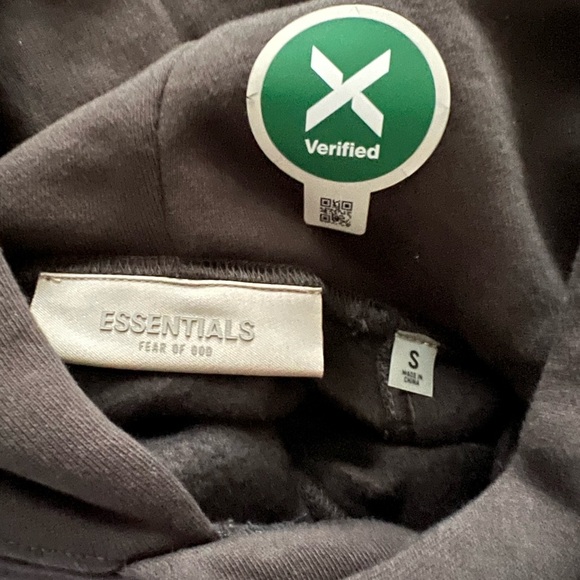 Verified
ESSENTIALS
FEAR OF GOD
S
MADE IN
CHINA